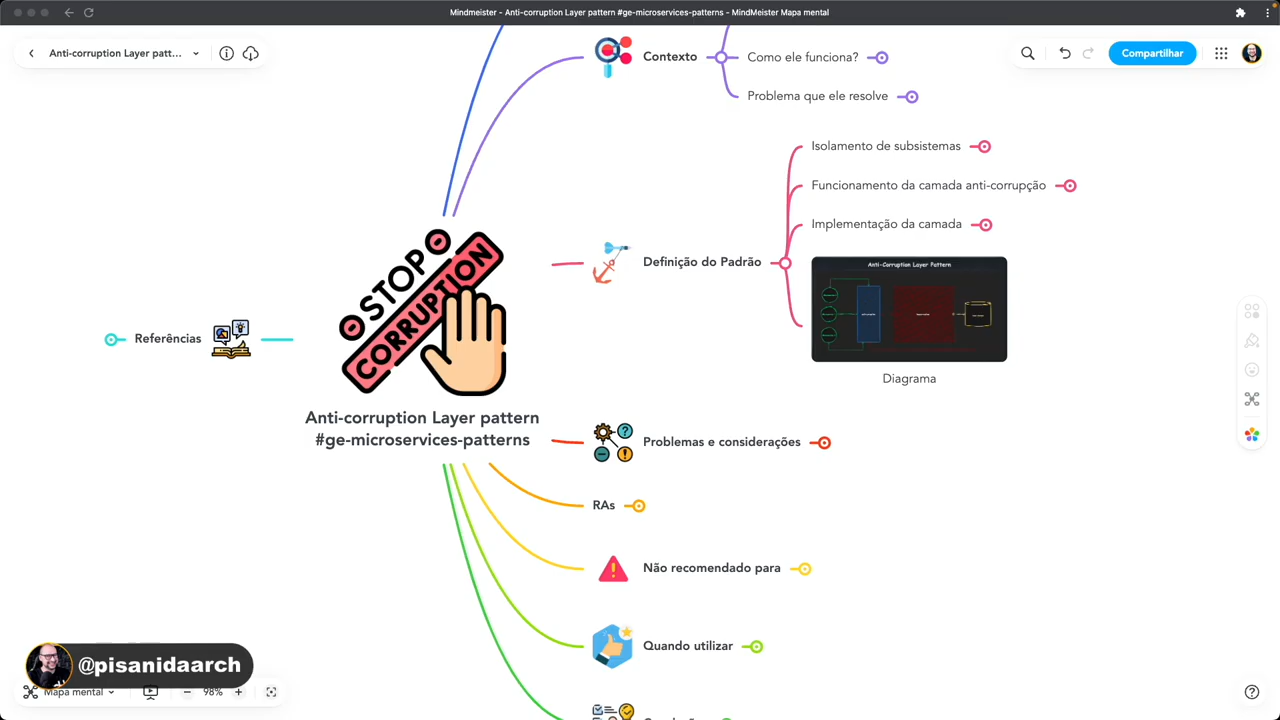 Mindmeister - Anti-corruption Layer pattern #ge-microservices-patterns - MindMeister Mapa mental
Anti-corruption Layer patt...
Compartilhar
Contexto
Como ele funciona?
Problema que ele resolve
Isolamento de subsistemas
Funcionamento da camada anti-corrupção
Implementação da camada
Definição do Padrão
Anti-Corruption Layer Pattern
Diagrama
STOP
CORRUPTION
Referências
Anti-corruption Layer pattern
#ge-microservices-patterns
Problemas e considerações
RAs
Não recomendado para
Quando utilizar
@pisanidaarch
Mapa mental
98%